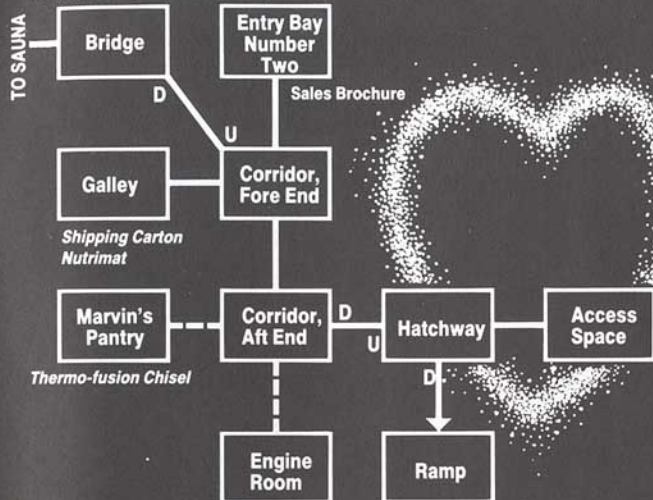 TO SAUNA
Bridge
D
U
Entry Bay
Number
Two
Sales Brochure
Galley
Shipping Carton
Nutrimat
Corridor,
Fore End
Marvin's
Pantry
Thermo-fusion Chisel
Corridor,
Aft End
D
U
Hatchway
Access
Space
D
Engine
Room
Ramp